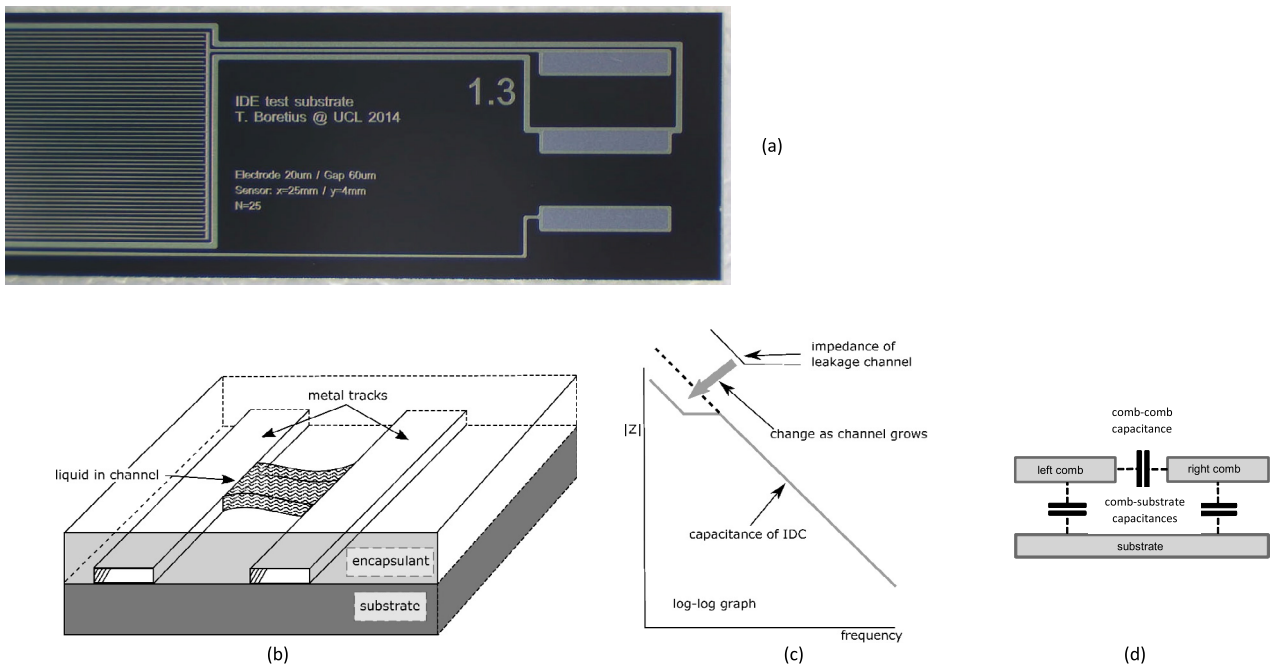 1.3
IDE test substrate
T. Boretius @ UCL 2014
Electrode 20um / Gap 60um
Sensor: x=25mm / y=4mm
N=25
(a)
metal tracks
liquid in channel
encapsulant
substrate
(b)
impedance of
leakage channel
|Z|
change as channel grows
capacitance of IDC
log-log graph
frequency
(c)
comb-comb
capacitance
left comb
right comb
comb-substrate
capacitances
substrate
(d)